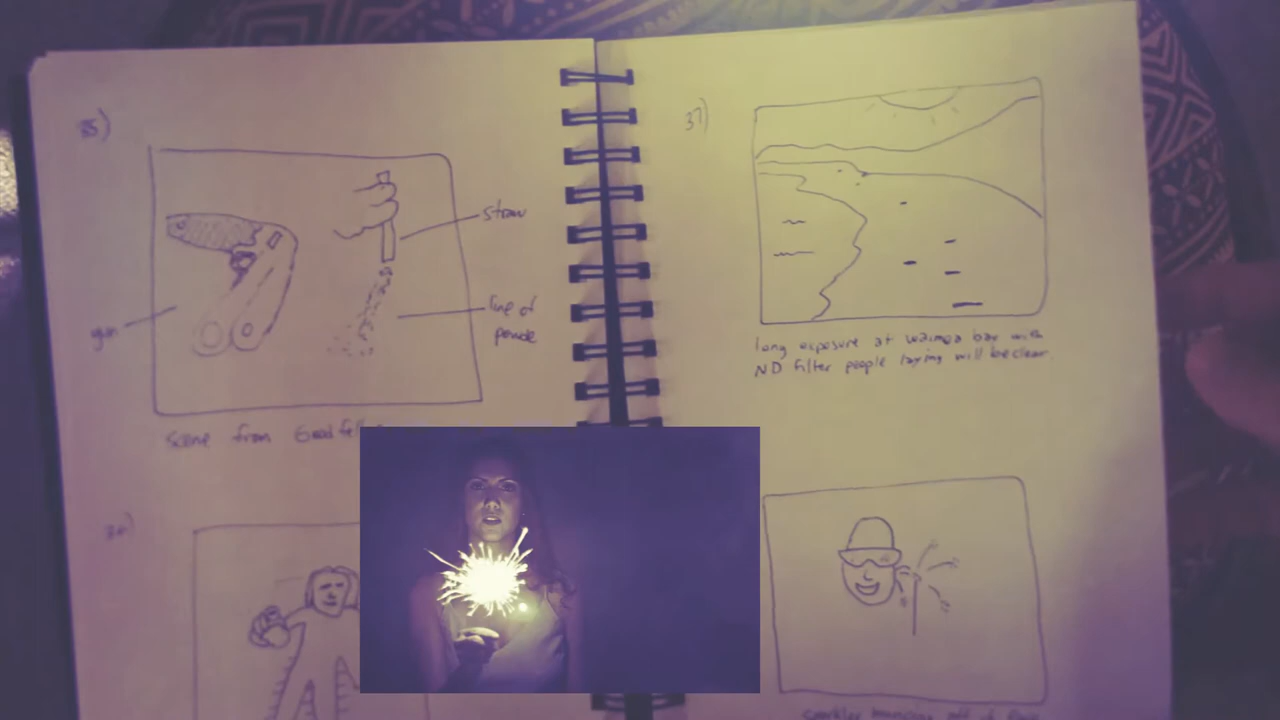 35)
straw
gun
line of
scene from
37)
long exposure at waimea bay with
ND filter people laying will be clear.
36)